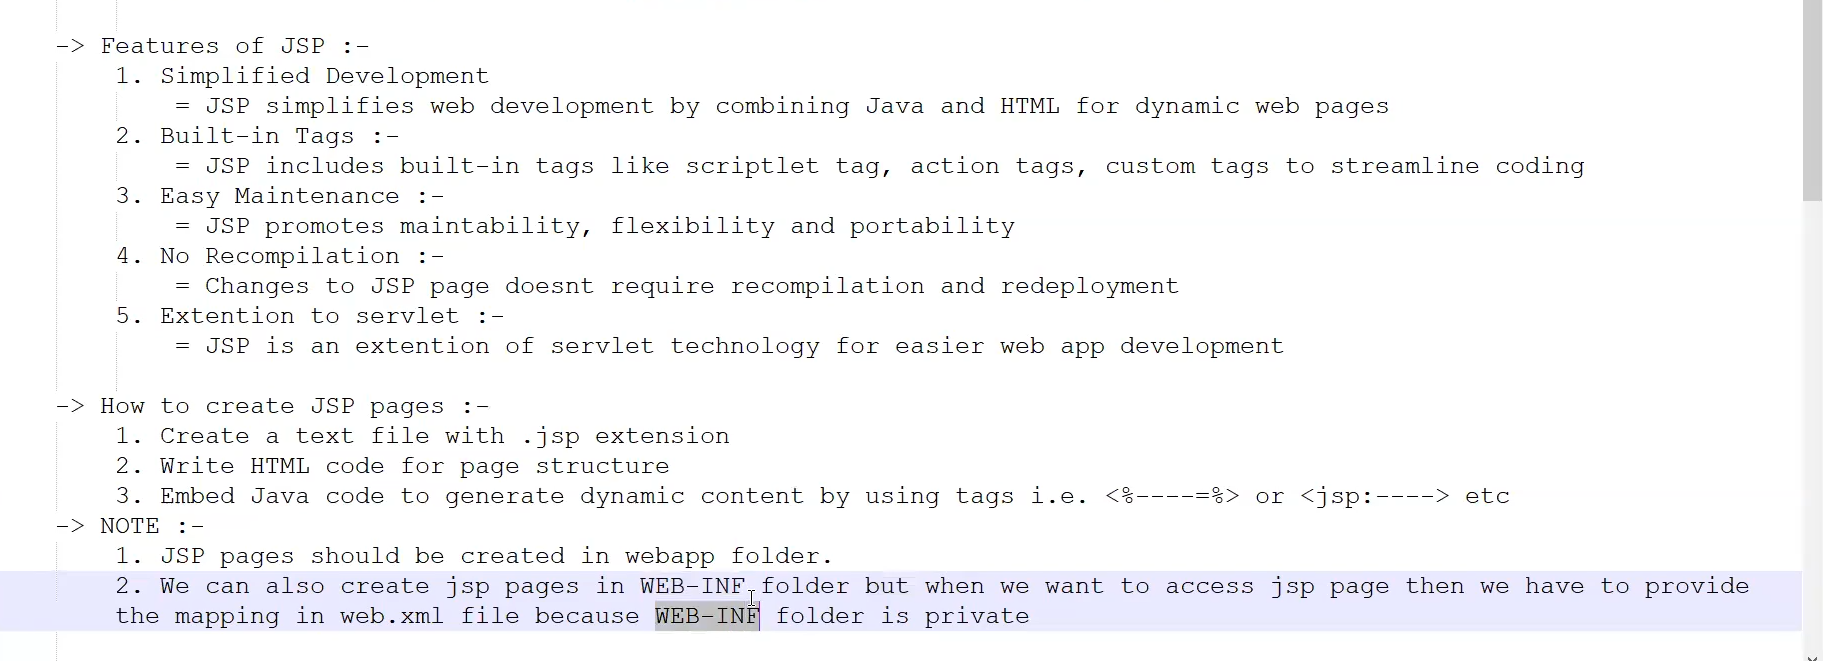 -> Features of JSP :-
1. Simplified Development
= JSP simplifies web development by combining Java and HTML for dynamic web pages
2. Built-in Tags :-
= JSP includes built-in tags like scriptlet tag, action tags, custom tags to streamline coding
3. Easy Maintenance :-
= JSP promotes maintability, flexibility and portability
4. No Recompilation :-
= Changes to JSP page doesnt require recompilation and redeployment
5. Extention to servlet :-
= JSP is an extention of servlet technology for easier web app development
-> How to create JSP pages :-
1. Create a text file with .jsp extension
2. Write HTML code for page structure
3. Embed Java code to generate dynamic content by using tags i.e. <%----=%> or <jsp:----> etc
-> NOTE :-
1. JSP pages should be created in webapp folder.
2. We can also create jsp pages in WEB-INF folder but when we want to access jsp page then we have to provide
the mapping in web.xml file because WEB-INF folder is private